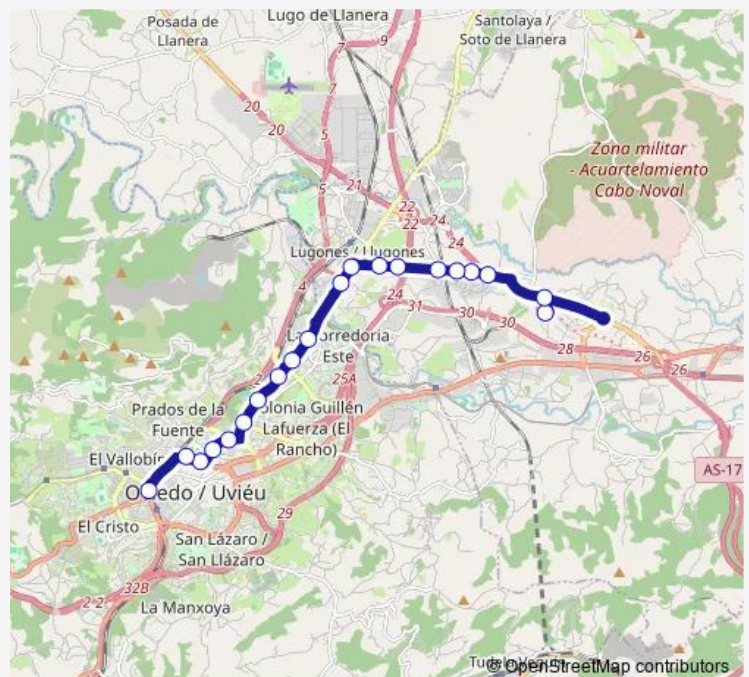 Posada de
Llanera
Lugo de Llanera
Santolaya /
Soto de Llanera
7
9
7
20
20
5
Zona militar
- Acuartelamiento
Cabo Noval
21
5
22
22
24
24
Lugones / Llugones
4
24
31
30
30
28
26
26
Este
2
25A
Prados de la
Fuente
Colonia Guillén
Lafuerza (El
Rancho)
El Vallobín
Oviedo / Uviéu
AS-17
El Cristo
29
San Lázaro /
San Llázaro
32B
2 2
La Manxoya
© OpenStreetMap contributors